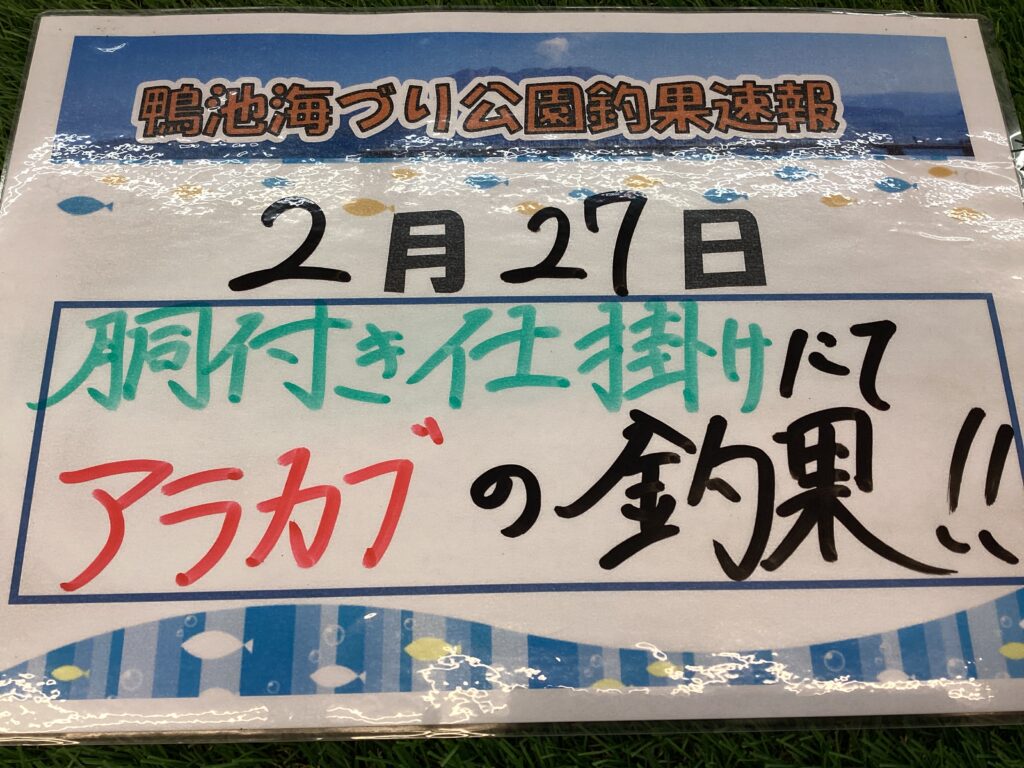 鴨池海づり公園釣果速報
2月27日
胴付き仕掛けにて
アラカブの釣果!!